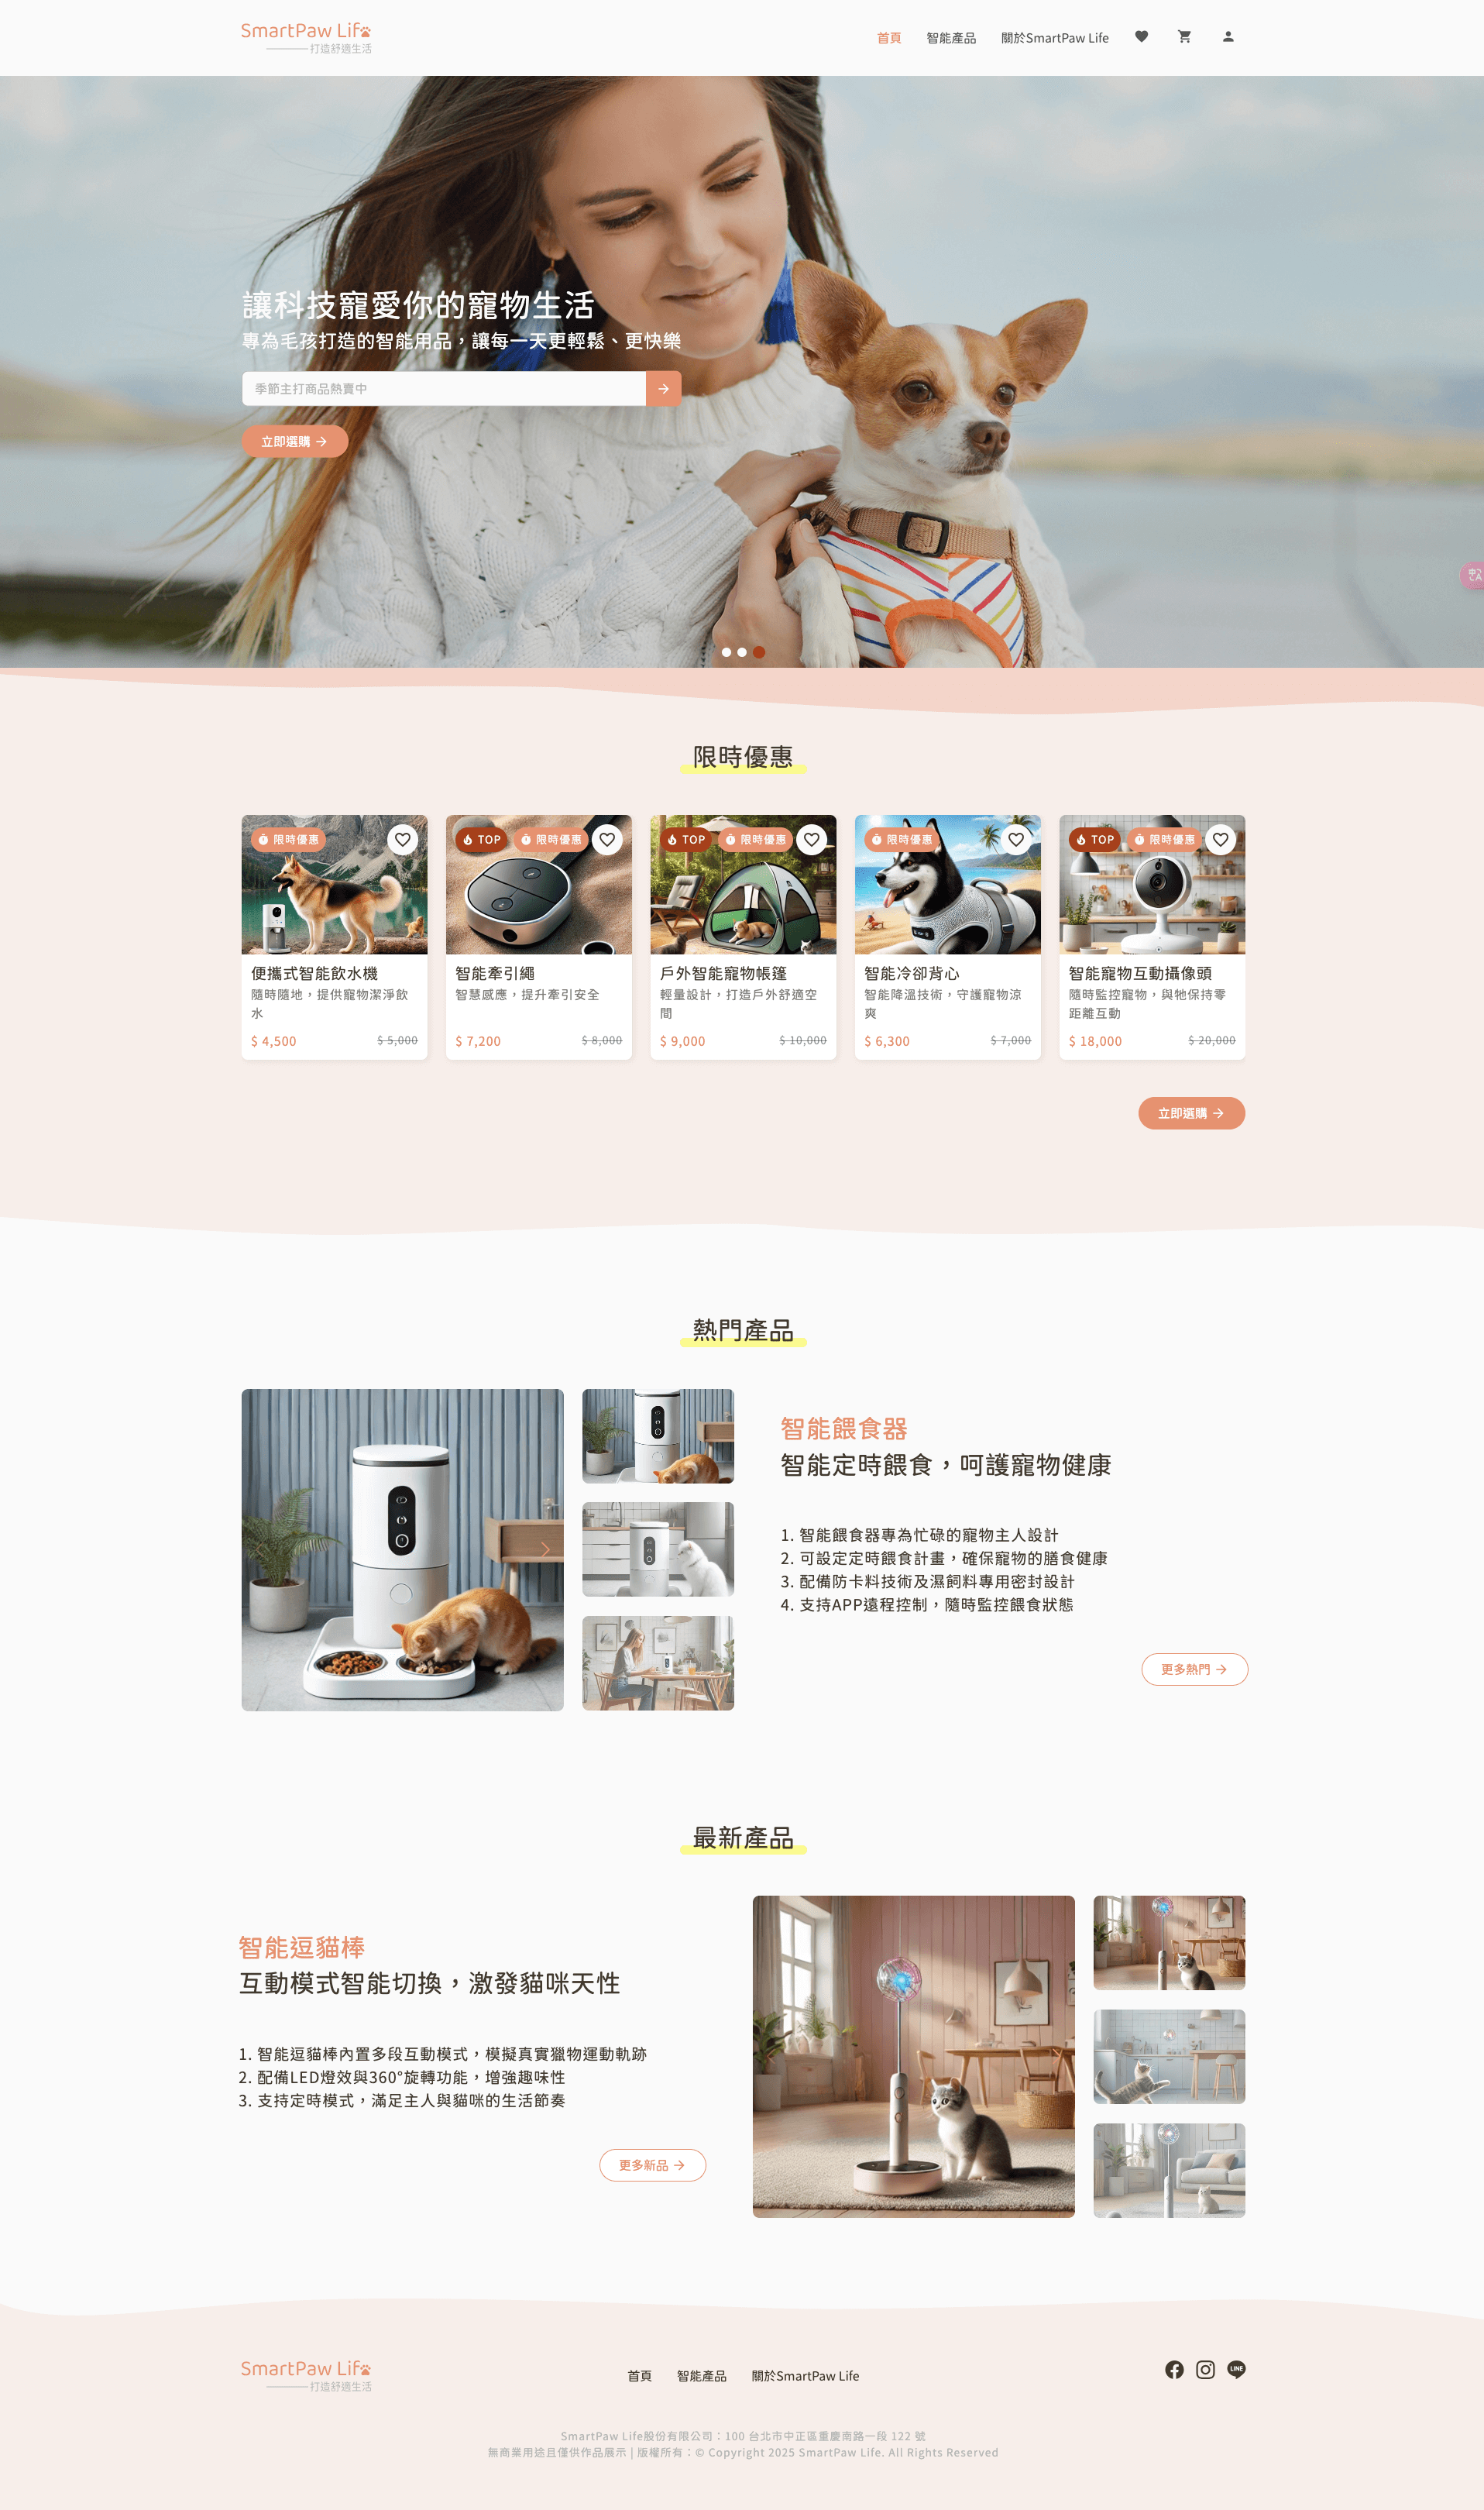 SmartPaw Life
打造舒適生活
首頁
智能產品
關於SmartPaw Life
讓科技寵愛你的寵物生活
專為毛孩打造的智能用品，讓每一天更輕鬆、更快樂
季節主打商品熱賣中
立即選購
限時優惠
限時優惠
便攜式智能飲水機
隨時隨地，提供寵物潔淨飲
水
$ 4,500 $ 5,000
TOP 限時優惠
智能牽引繩
智慧感應，提升牽引安全
$ 7,200 $ 8,000
TOP 限時優惠
戶外智能寵物帳篷
輕量設計，打造戶外舒適空
間
$ 9,000 $ 10,000
限時優惠
智能冷卻背心
智能降溫技術，守護寵物涼
爽
$ 6,300 $ 7,000
TOP 限時優惠
智能寵物互動攝像頭
隨時監控寵物，與牠保持零
距離互動
$ 18,000 $ 20,000
立即選購
熱門產品
智能餵食器
智能定時餵食，呵護寵物健康
1. 智能餵食器專為忙碌的寵物主人設計
2. 可設定定時餵食計畫，確保寵物的膳食健康
3. 配備防卡料技術及濕飼料專用密封設計
4. 支持APP遠程控制，隨時監控餵食狀態
更多熱門
最新產品
智能逗貓棒
互動模式智能切換，激發貓咪天性
1. 智能逗貓棒內置多段互動模式，模擬真實獵物運動軌跡
2. 配備LED燈效與360°旋轉功能，增強趣味性
3. 支持定時模式，滿足主人與貓咪的生活節奏
更多新品
SmartPaw Life
打造舒適生活
首頁
智能產品
關於SmartPaw Life
LINE
SmartPaw Life股份有限公司：100 台北市中正區重慶南路一段 122 號
無商業用途且僅供作品展示 | 版權所有：© Copyright 2025 SmartPaw Life. All Rights Reserved